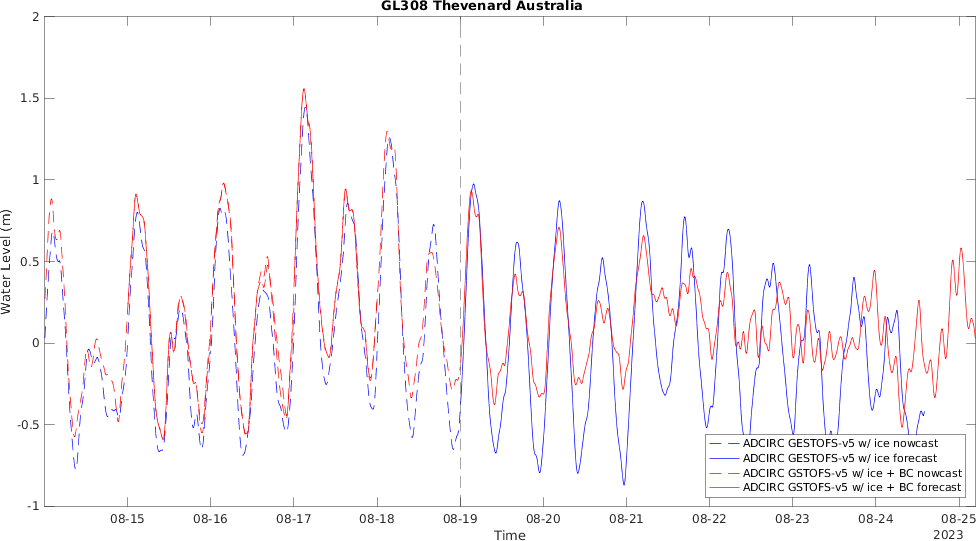 GL308 Thevenard Australia
2
1.5
1
0.5
0
-0.5
-1
Water Level (m)
ADCIRC GESTOFS-v5 w/ ice nowcast
ADCIRC GESTOFS-v5 w/ ice forecast
ADCIRC GSTOFS-v5 w/ ice + BC nowcast
ADCIRC GSTOFS-v5 w/ ice + BC forecast
08-15 08-16 08-17 08-18 08-19 08-20 08-21 08-22 08-23 08-24 08-25
Time
2023